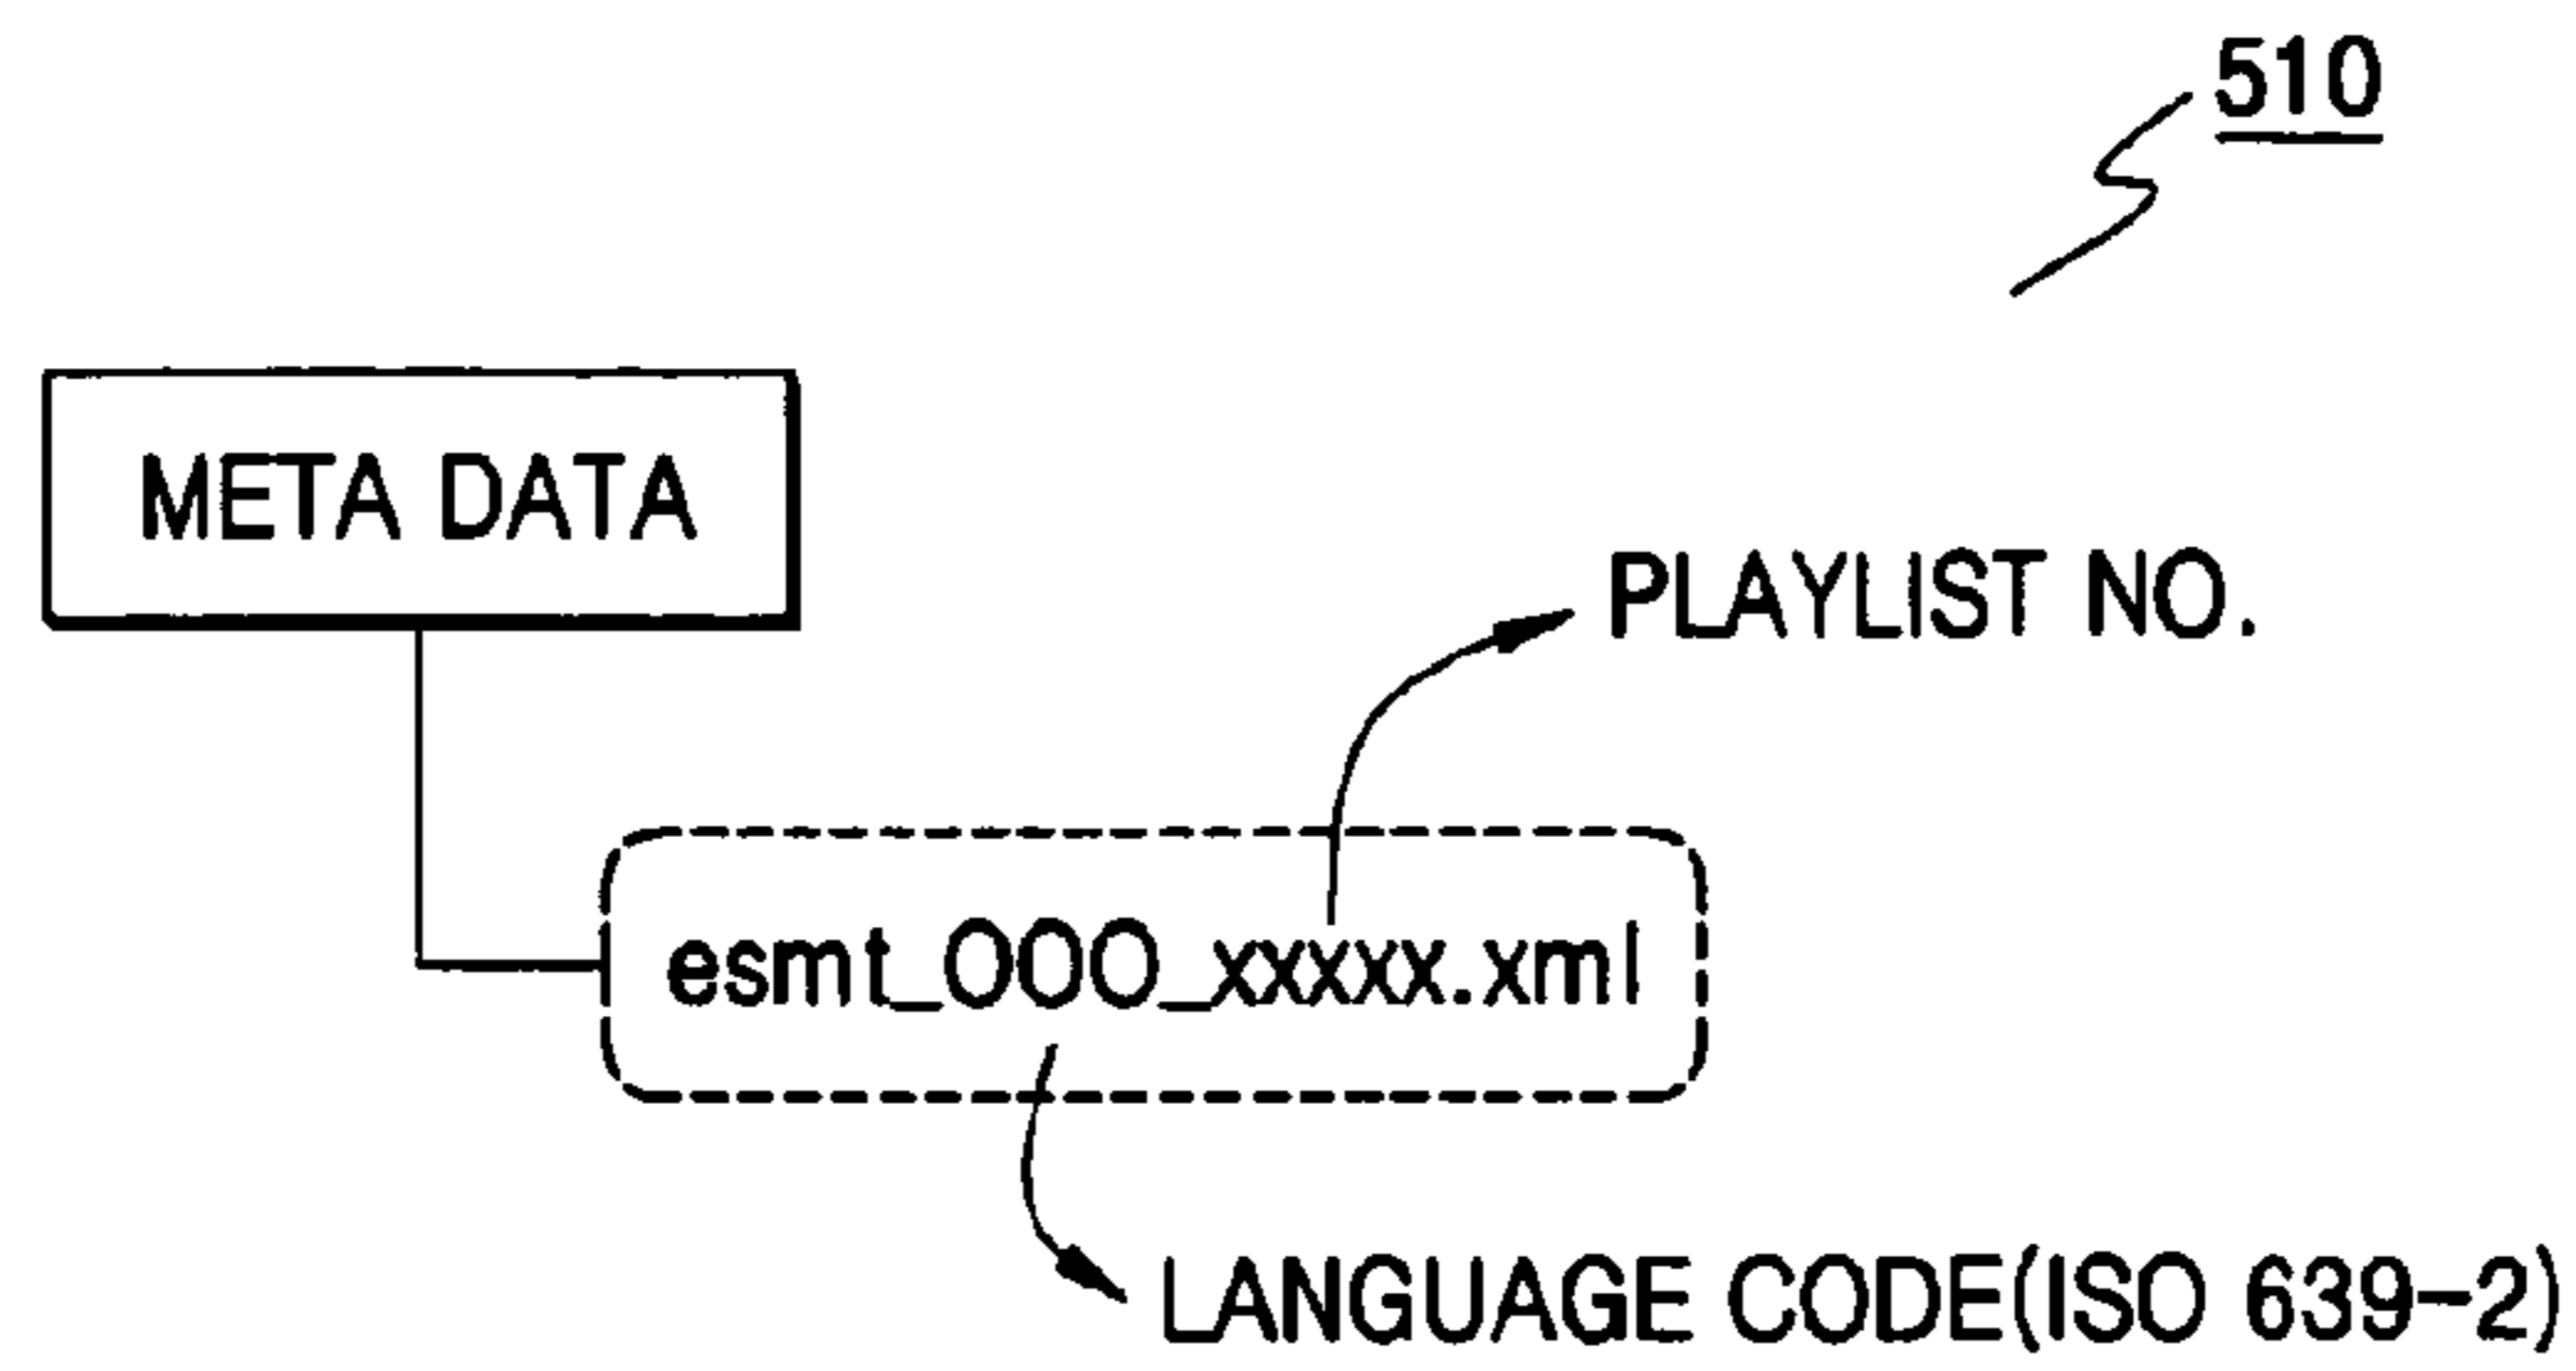 510
META DATA
PLAYLIST NO.
esmt_OOO_xxxxx.xml
LANGUAGE CODE(ISO 639-2)